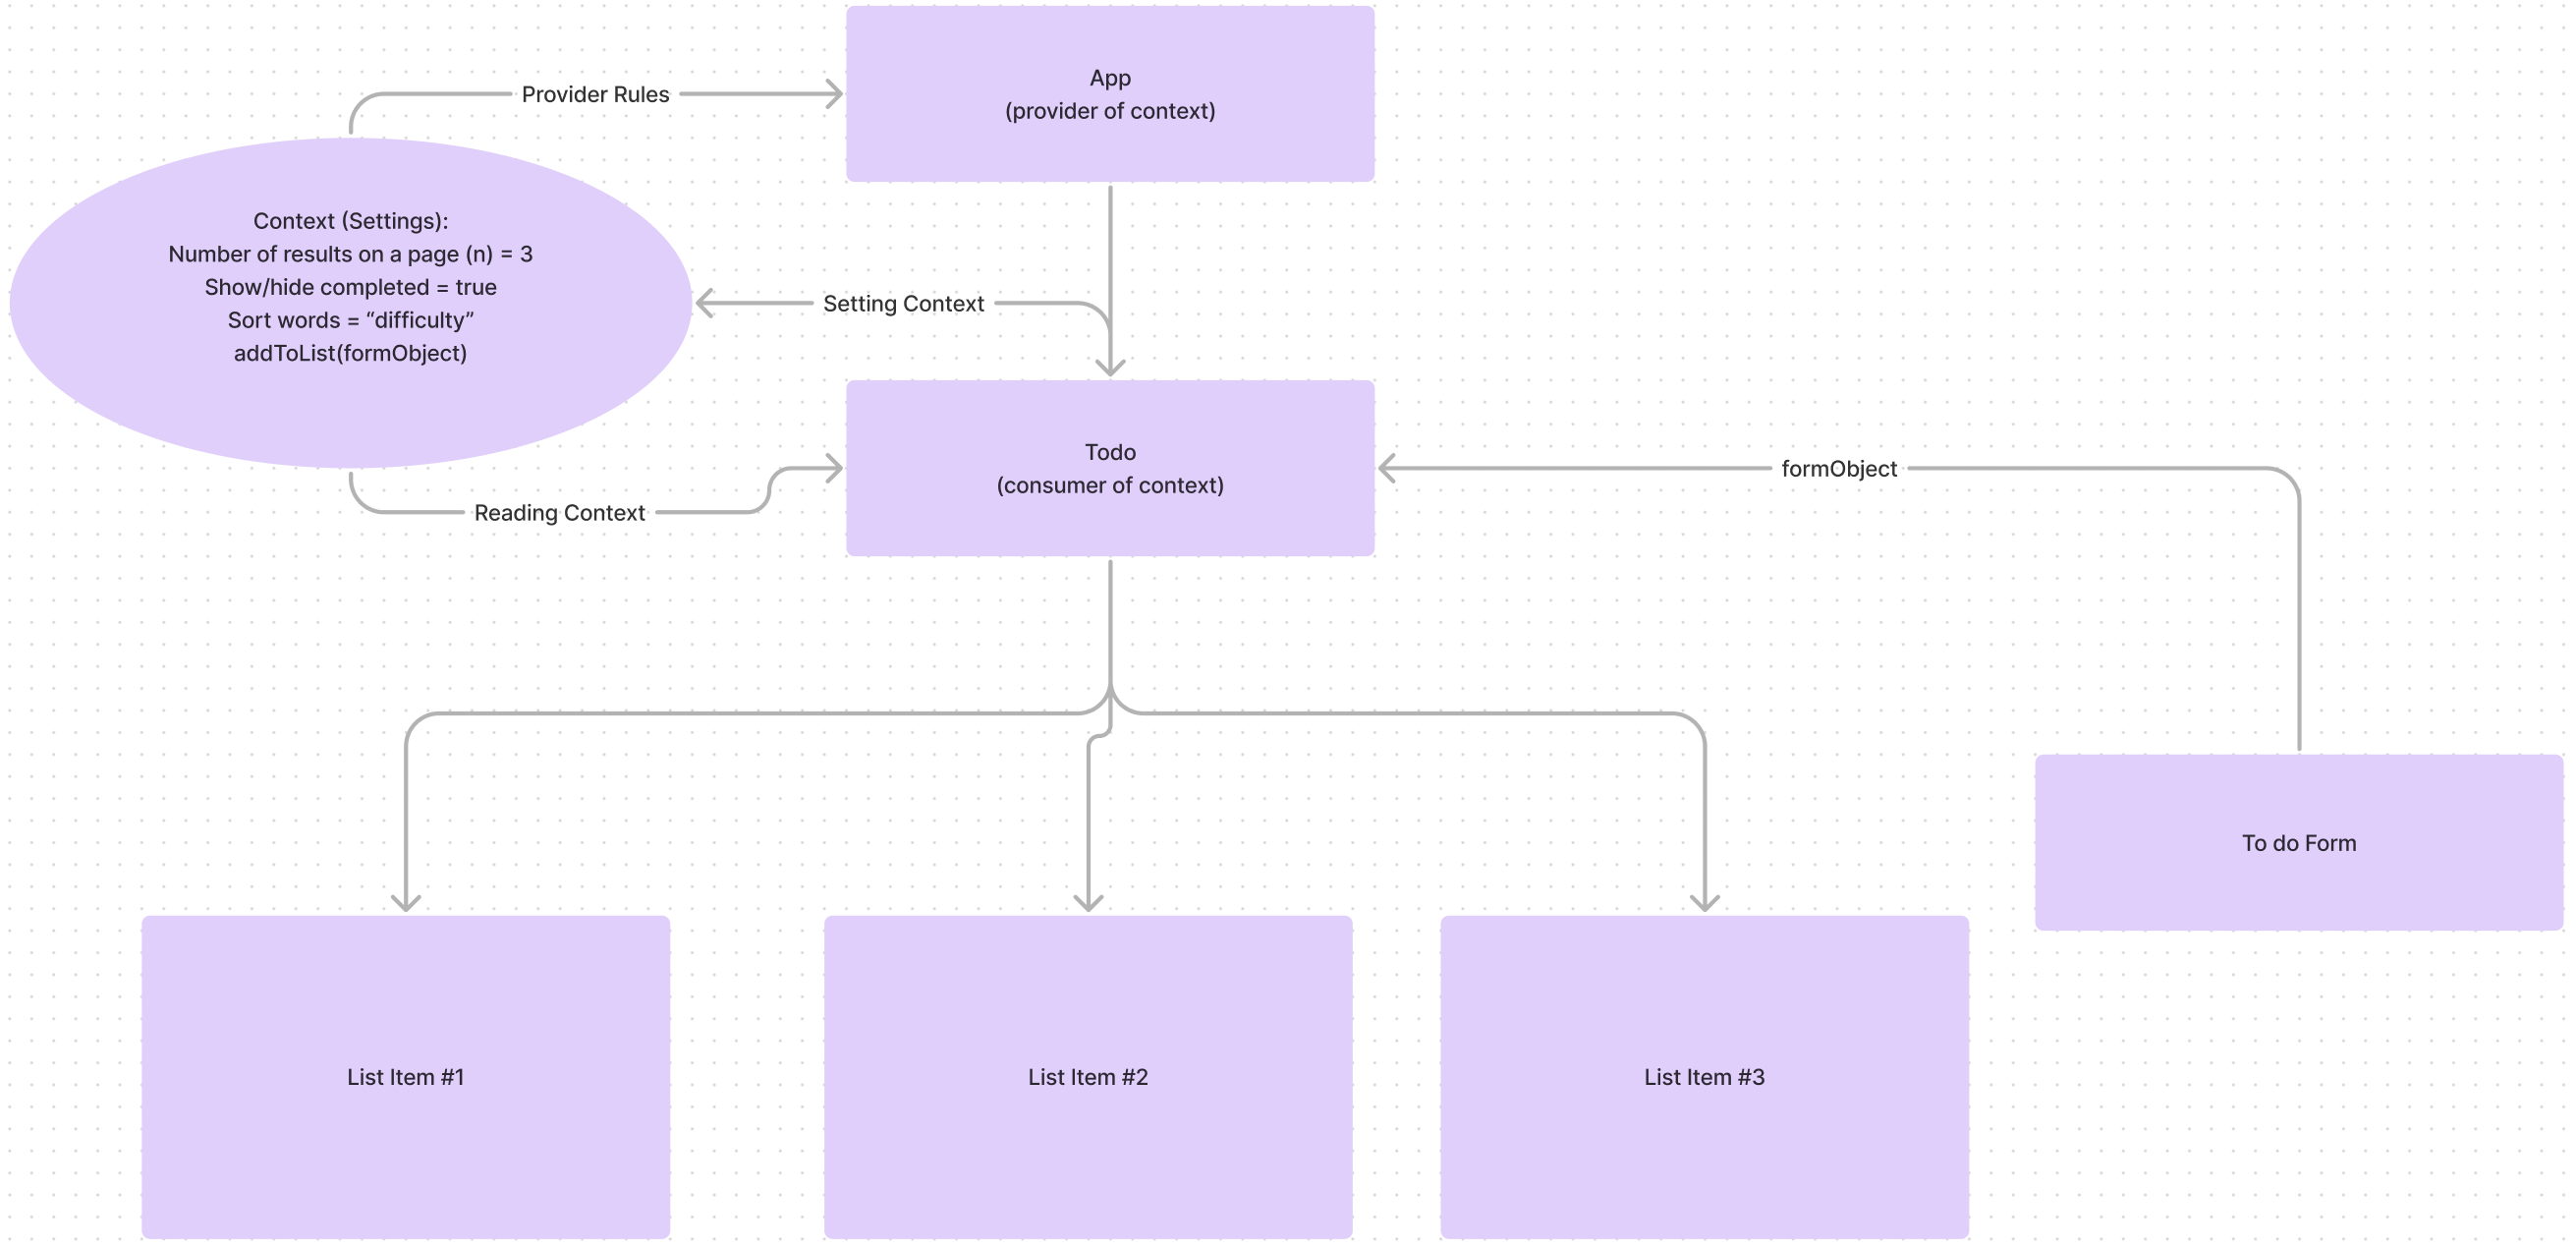 App
(provider of context)
Provider Rules
Context (Settings):
Number of results on a page (n) = 3
Show/hide completed = true
Sort words = “difficulty”
addToList(formObject)
Setting Context
Todo
(consumer of context)
formObject
Reading Context
To do Form
List Item #1
List Item #2
List Item #3